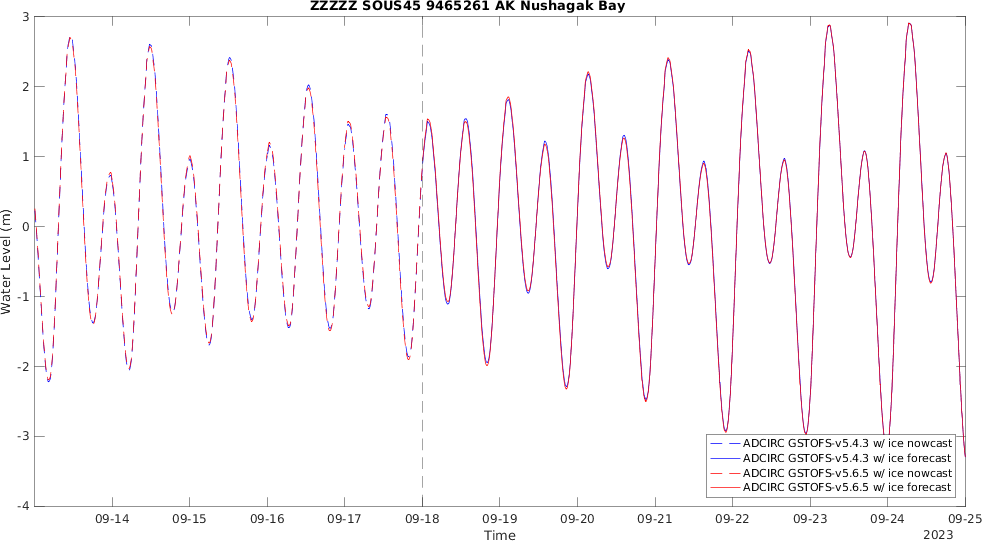 ZZZZZ SOUS45 9465261 AK Nushagak Bay
3
2
1
0
-1
-2
-3
-4
Water Level (m)
ADCIRC GSTOFS-v5.4.3 w/ ice nowcast
ADCIRC GSTOFS-v5.4.3 w/ ice forecast
ADCIRC GSTOFS-v5.6.5 w/ ice nowcast
ADCIRC GSTOFS-v5.6.5 w/ ice forecast
09-14 09-15 09-16 09-17 09-18 09-19 09-20 09-21 09-22 09-23 09-24 09-25
Time
2023